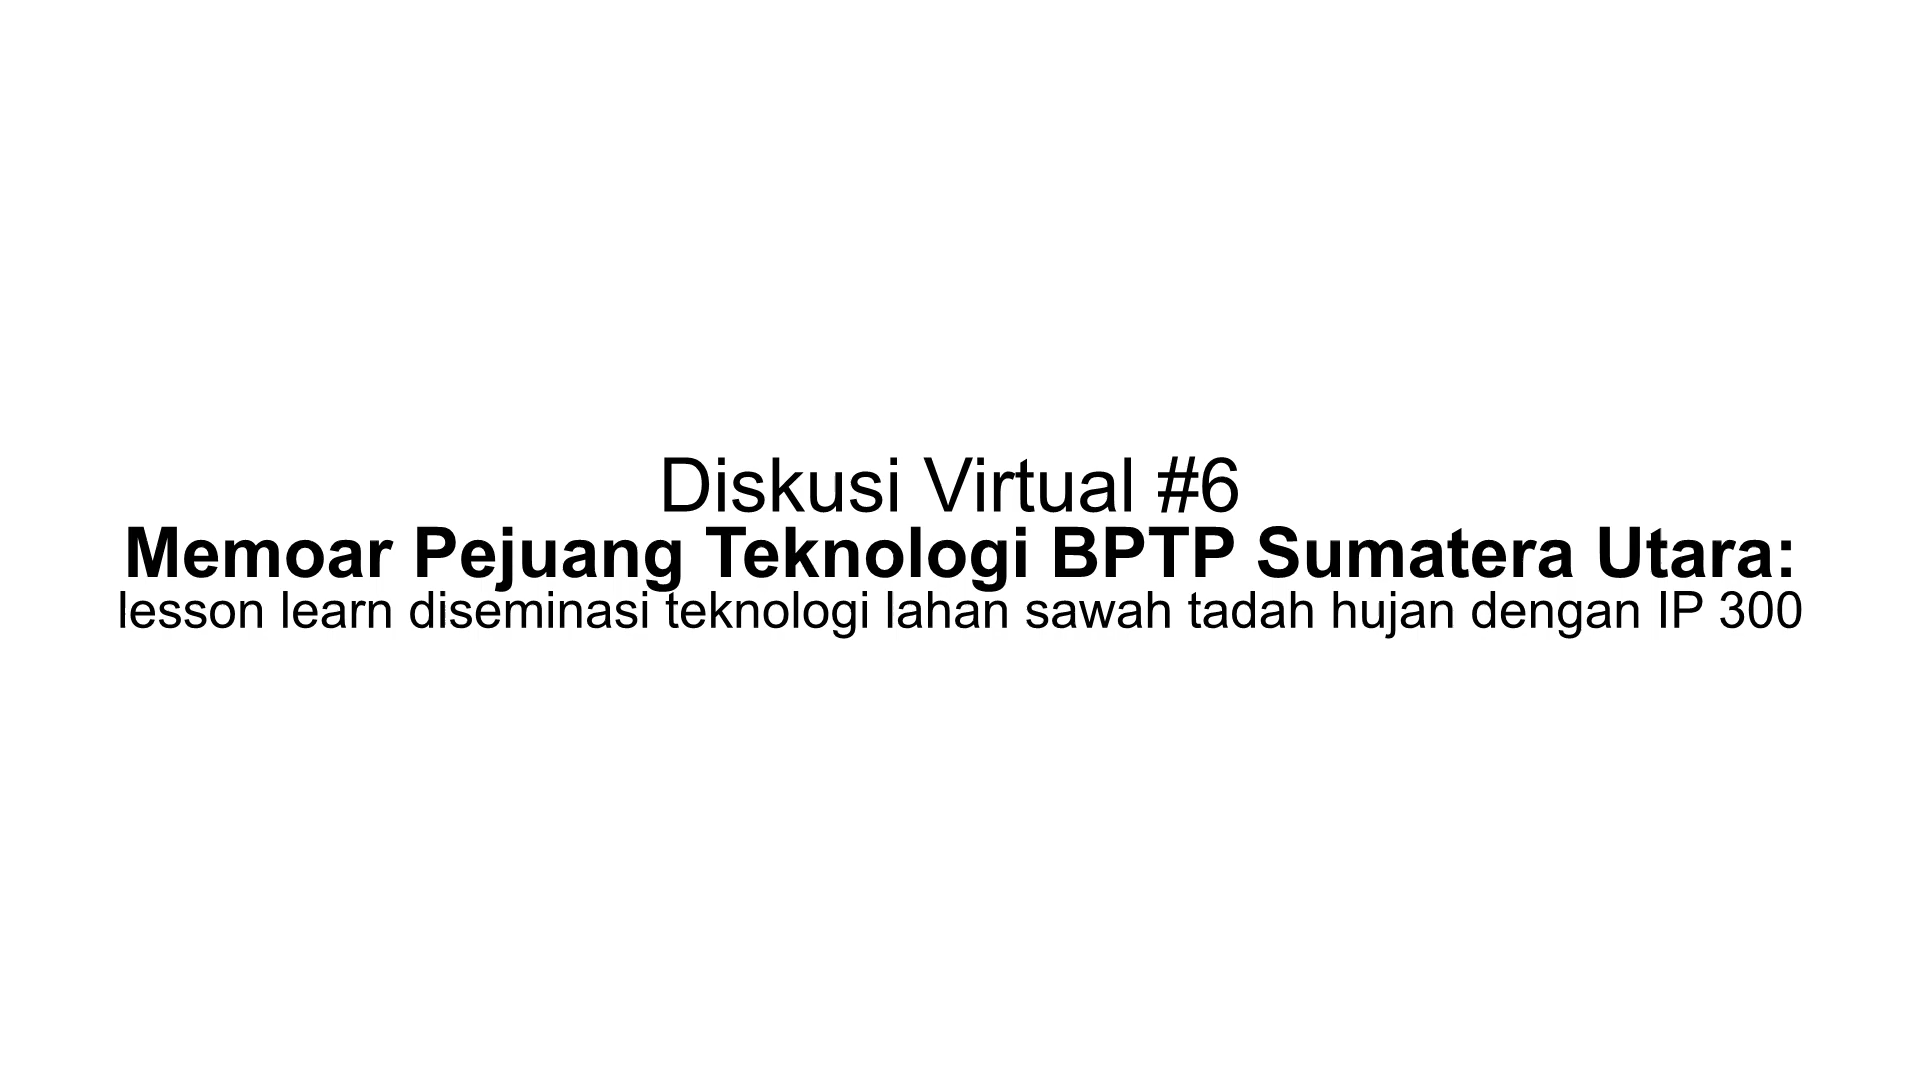 Diskusi Virtual #6
Memoar Pejuang Teknologi BPTP Sumatera Utara:
lesson learn diseminasi teknologi lahan sawah tadah hujan dengan IP 300